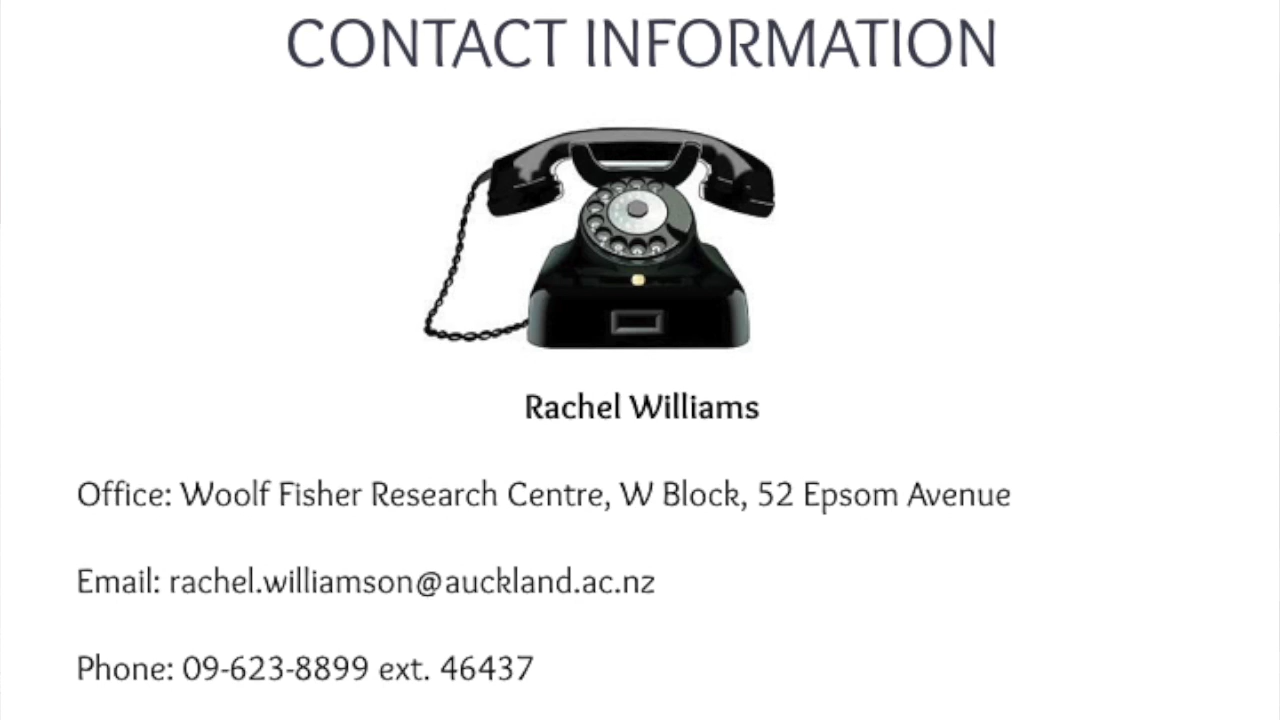 CONTACT INFORMATION
Rachel Williams
Office: Woolf Fisher Research Centre, W Block, 52 Epsom Avenue
Email: rachel.williamson@auckland.ac.nz
Phone: 09-623-8899 ext. 46437